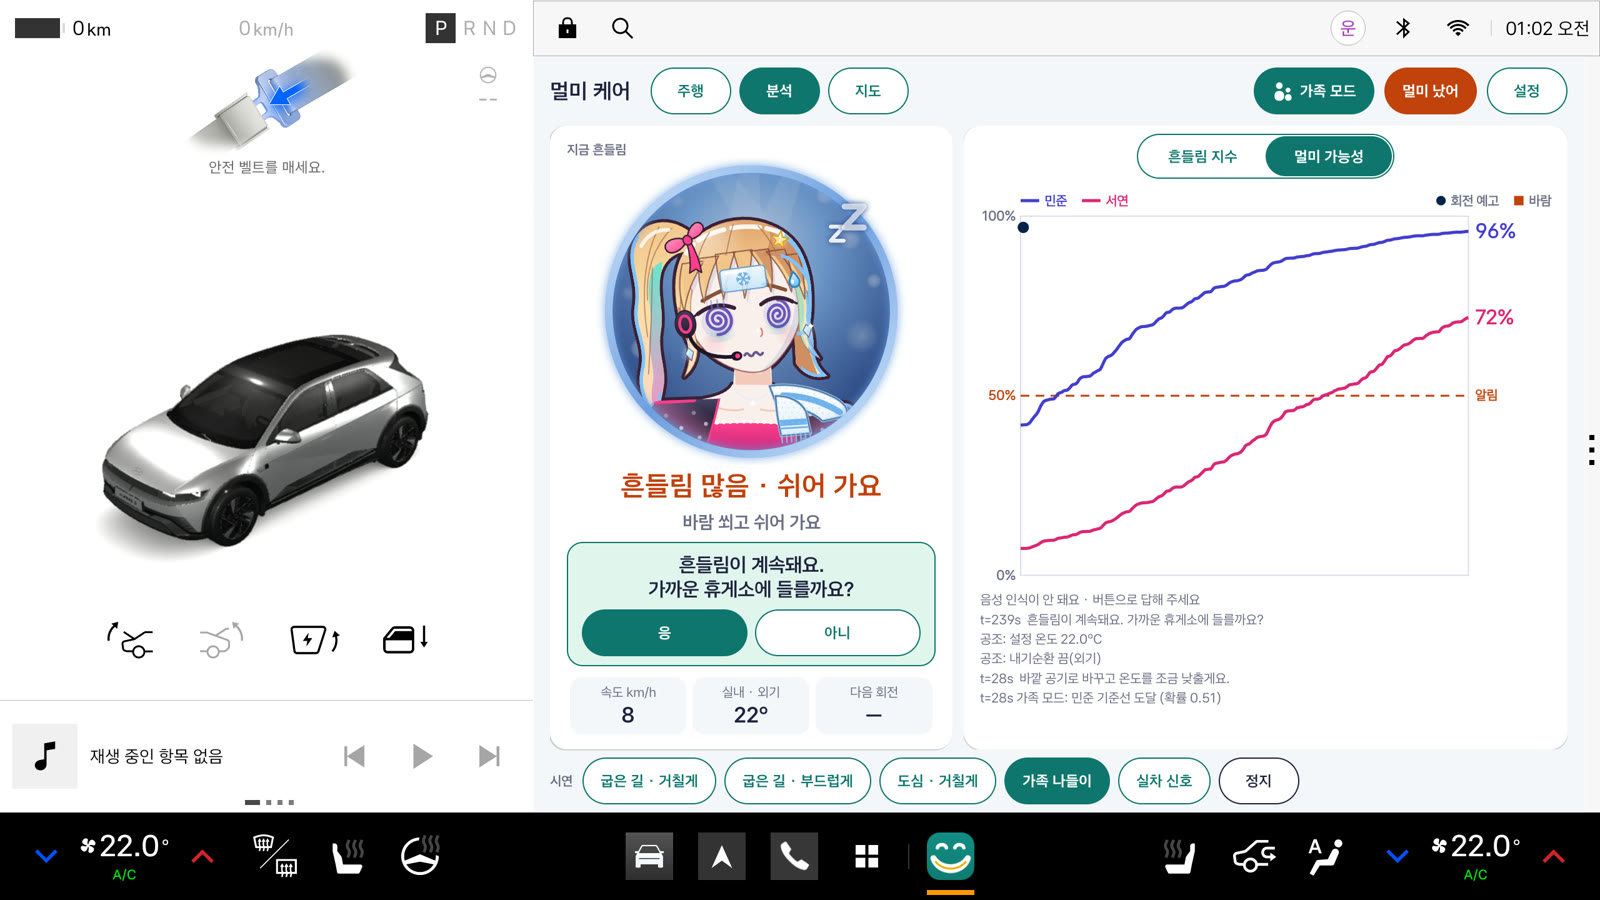 0 km
0 km/h
P R N D
--
안전 벨트를 매세요.
재생 중인 항목 없음
운
01:02 오전
멀미 케어
주행
분석
지도
가족 모드
멀미 났어
설정
지금 흔들림
흔들림 많음 · 쉬어 가요
바람 쐬고 쉬어 가요
흔들림이 계속돼요.
가까운 휴게소에 들를까요?
응
아니
속도 km/h
8
실내 · 외기
22°
다음 회전
—
흔들림 지수
멀미 가능성
민준
서연
회전 예고
바람
100%
96%
72%
50%
알림
0%
음성 인식이 안 돼요 · 버튼으로 답해 주세요
t=239s 흔들림이 계속돼요. 가까운 휴게소에 들를까요?
공조: 설정 온도 22.0°C
공조: 내기순환 끔(외기)
t=28s 바깥 공기로 바꾸고 온도를 조금 낮출게요.
t=28s 가족 모드: 민준 기준선 도달 (확률 0.51)
시연
굽은 길 · 거칠게
굽은 길 · 부드럽게
도심 · 거칠게
가족 나들이
실차 신호
정지
22.0°
A/C
A
22.0°
A/C